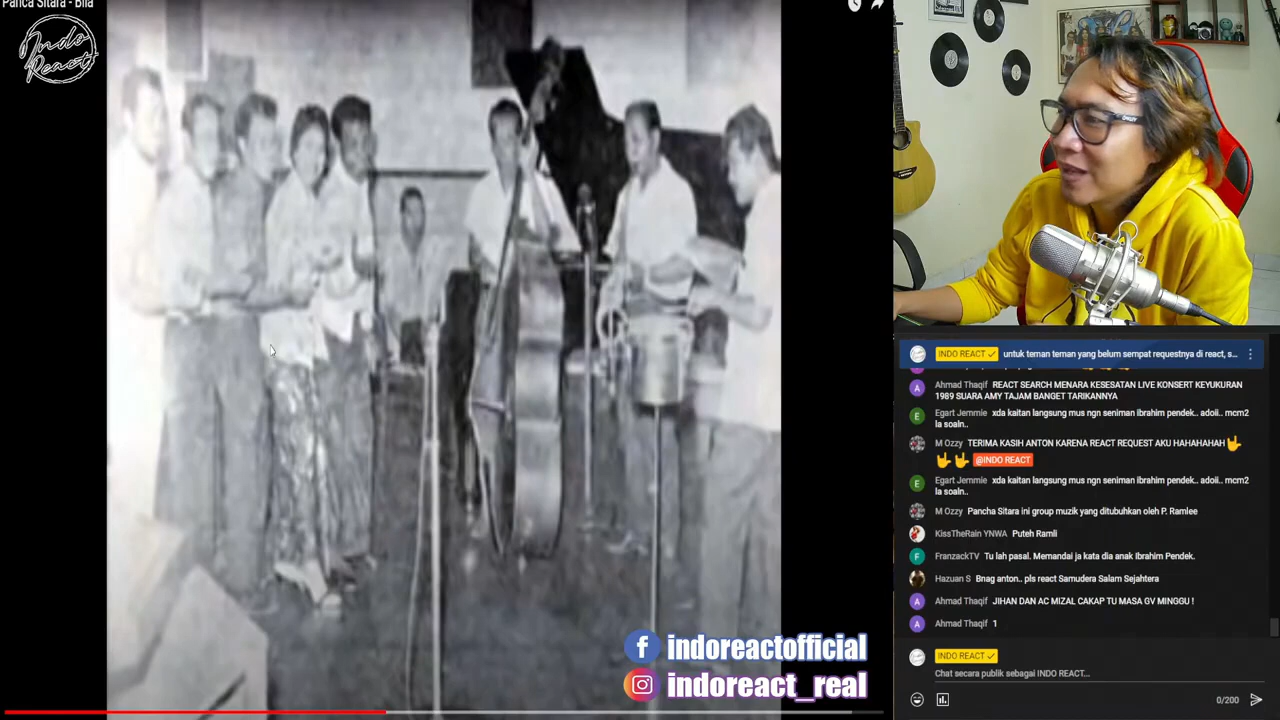 Panca Sitara - Bila
Indo
React
INDO REACT untuk teman teman yang belum sempat requestnya di react, s...
Ahmad Thaqif REACT SEARCH MENARA KESESATAN LIVE KONSERT KEYUKURAN
1989 SUARA AMY TAJAM BANGET TARIKANNYA
Egart Jemmie xda kaitan langsung mus ngn seniman ibrahim pendek.. adoii.. mcm2
la soaln..
M Ozzy TERIMA KASIH ANTON KARENA REACT REQUEST AKU HAHAHAHAH
@INDO REACT
Egart Jemmie xda kaitan langsung mus ngn seniman ibrahim pendek.. adoii.. mcm2
la soaln..
M Ozzy Pancha Sitara ini group muzik yang ditubuhkan oleh P. Ramlee
KissTheRain YNWA Puteh Ramli
FranzackTV Tu lah pasal. Memandai ja kata dia anak Ibrahim Pendek.
Hazuan S Bnag anton.. pls react Samudera Salam Sejahtera
Ahmad Thaqif JIHAN DAN AC MIZAL CAKAP TU MASA GV MINGGU !
Ahmad Thaqif 1
INDO REACT
Chat secara publik sebagai INDO REACT...
0/200
indoreactofficial
indoreact_real